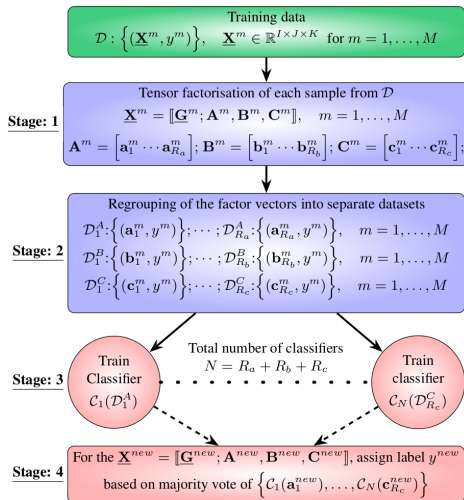 Training data
𝒟 : {(X̲^m, y^m)},  X̲^m ∈ ℝ^{I×J×K}  for m = 1, . . . , M
Tensor factorisation of each sample from 𝒟
X̲^m = ⟦G̲^m; A^m, B^m, C^m⟧,  m = 1, . . . , M
A^m = [a_1^m ⋯ a_{R_a}^m]; B^m = [b_1^m ⋯ b_{R_b}^m]; C^m = [c_1^m ⋯ c_{R_c}^m];
Stage: 1
Regrouping of the factor vectors into separate datasets
𝒟_1^A:{(a_1^m, y^m)}; ⋯ ; 𝒟_{R_a}^A:{(a_{R_a}^m, y^m)},  m = 1, . . . , M
𝒟_1^B:{(b_1^m, y^m)}; ⋯ ; 𝒟_{R_b}^B:{(b_{R_b}^m, y^m)},  m = 1, . . . , M
𝒟_1^C:{(c_1^m, y^m)}; ⋯ ; 𝒟_{R_c}^C:{(c_{R_c}^m, y^m)},  m = 1, . . . , M
Stage: 2
Stage: 3
Train
Classifier
𝒞_1(𝒟_1^A)
Total number of classifiers
N = R_a + R_b + R_c
Train
classifier
𝒞_N(𝒟_{R_c}^C)
Stage: 4
For the X̲^{new} = ⟦G̲^{new}; A^{new}, B^{new}, C^{new}⟧, assign label y^{new}
based on majority vote of {𝒞_1(a_1^{new}), . . . , 𝒞_N(c_{R_c}^{new})}